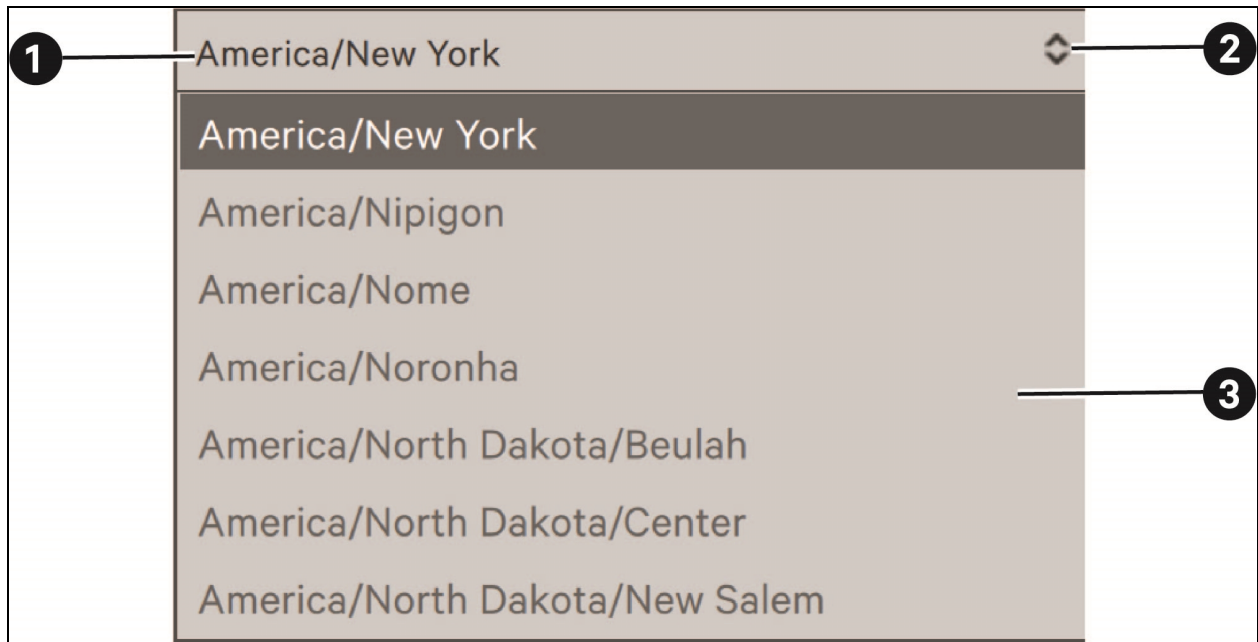 1
America/New York
2
America/New York
America/Nipigon
America/Nome
America/Noronha
3
America/North Dakota/Beulah
America/North Dakota/Center
America/North Dakota/New Salem